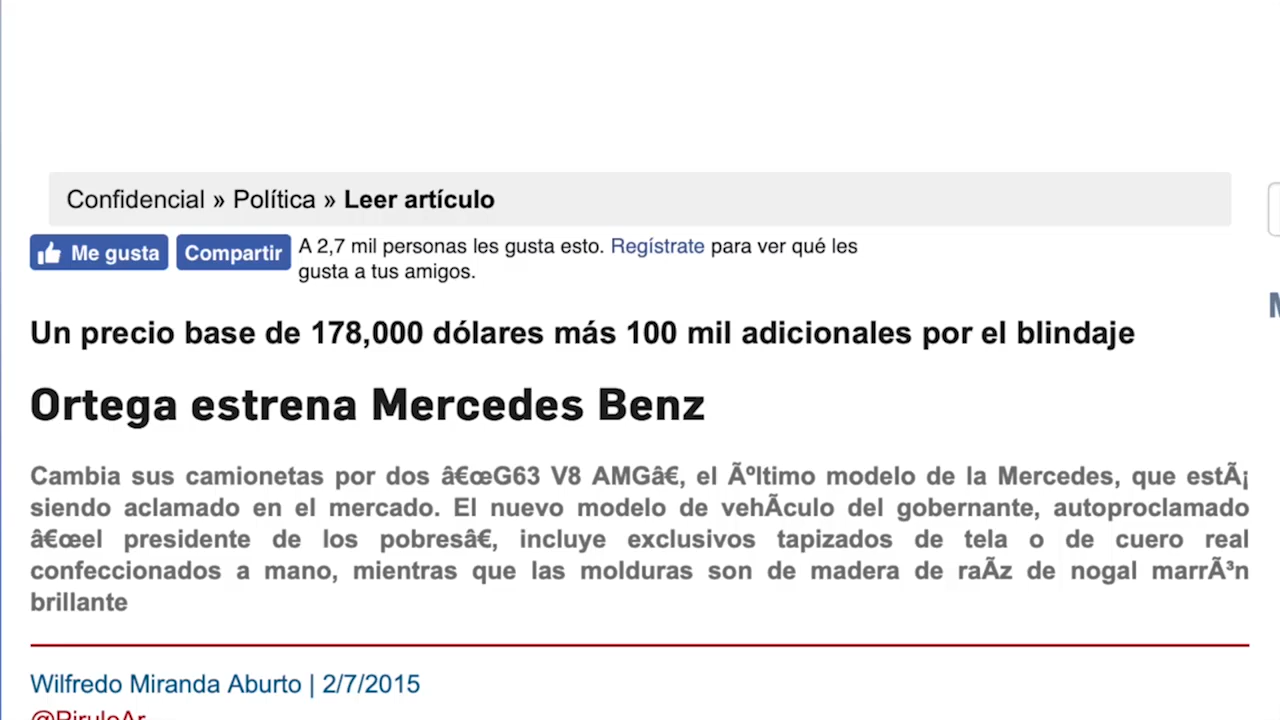 Confidencial » Política » Leer artículo
Me gusta Compartir A 2,7 mil personas les gusta esto. Regístrate para ver qué les
gusta a tus amigos.
Un precio base de 178,000 dólares más 100 mil adicionales por el blindaje
Ortega estrena Mercedes Benz
Cambia sus camionetas por dos â€œG63 V8 AMGâ€, el Ãºltimo modelo de la Mercedes, que estÃ¡
siendo aclamado en el mercado. El nuevo modelo de vehÃculo del gobernante, autoproclamado
â€œel presidente de los pobresâ€, incluye exclusivos tapizados de tela o de cuero real
confeccionados a mano, mientras que las molduras son de madera de raÃz de nogal marrÃ³n
brillante
Wilfredo Miranda Aburto | 2/7/2015